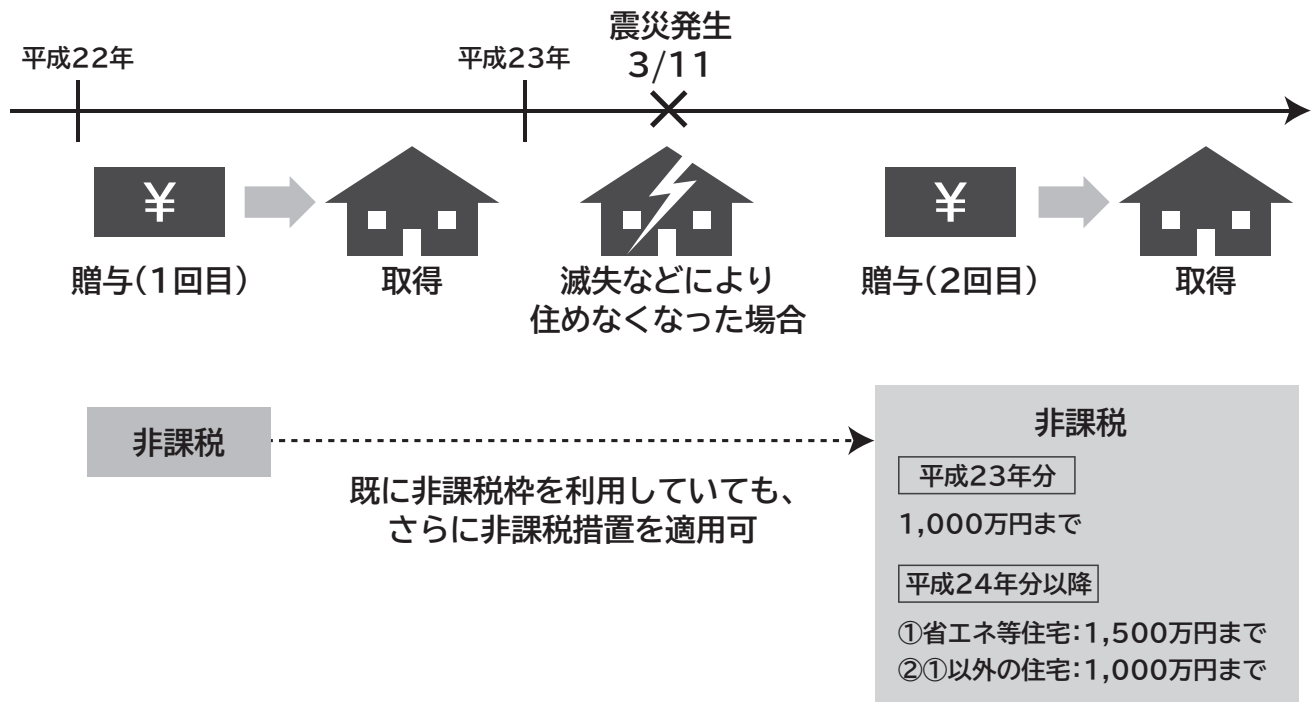 平成22年
平成23年
震災発生
3/11
¥
¥
贈与(1回目)
取得
滅失などにより
住めなくなった場合
贈与(2回目)
取得
非課税
既に非課税枠を利用していても、
さらに非課税措置を適用可
非課税
平成23年分
1,000万円まで
平成24年分以降
①省エネ等住宅:1,500万円まで
②①以外の住宅:1,000万円まで